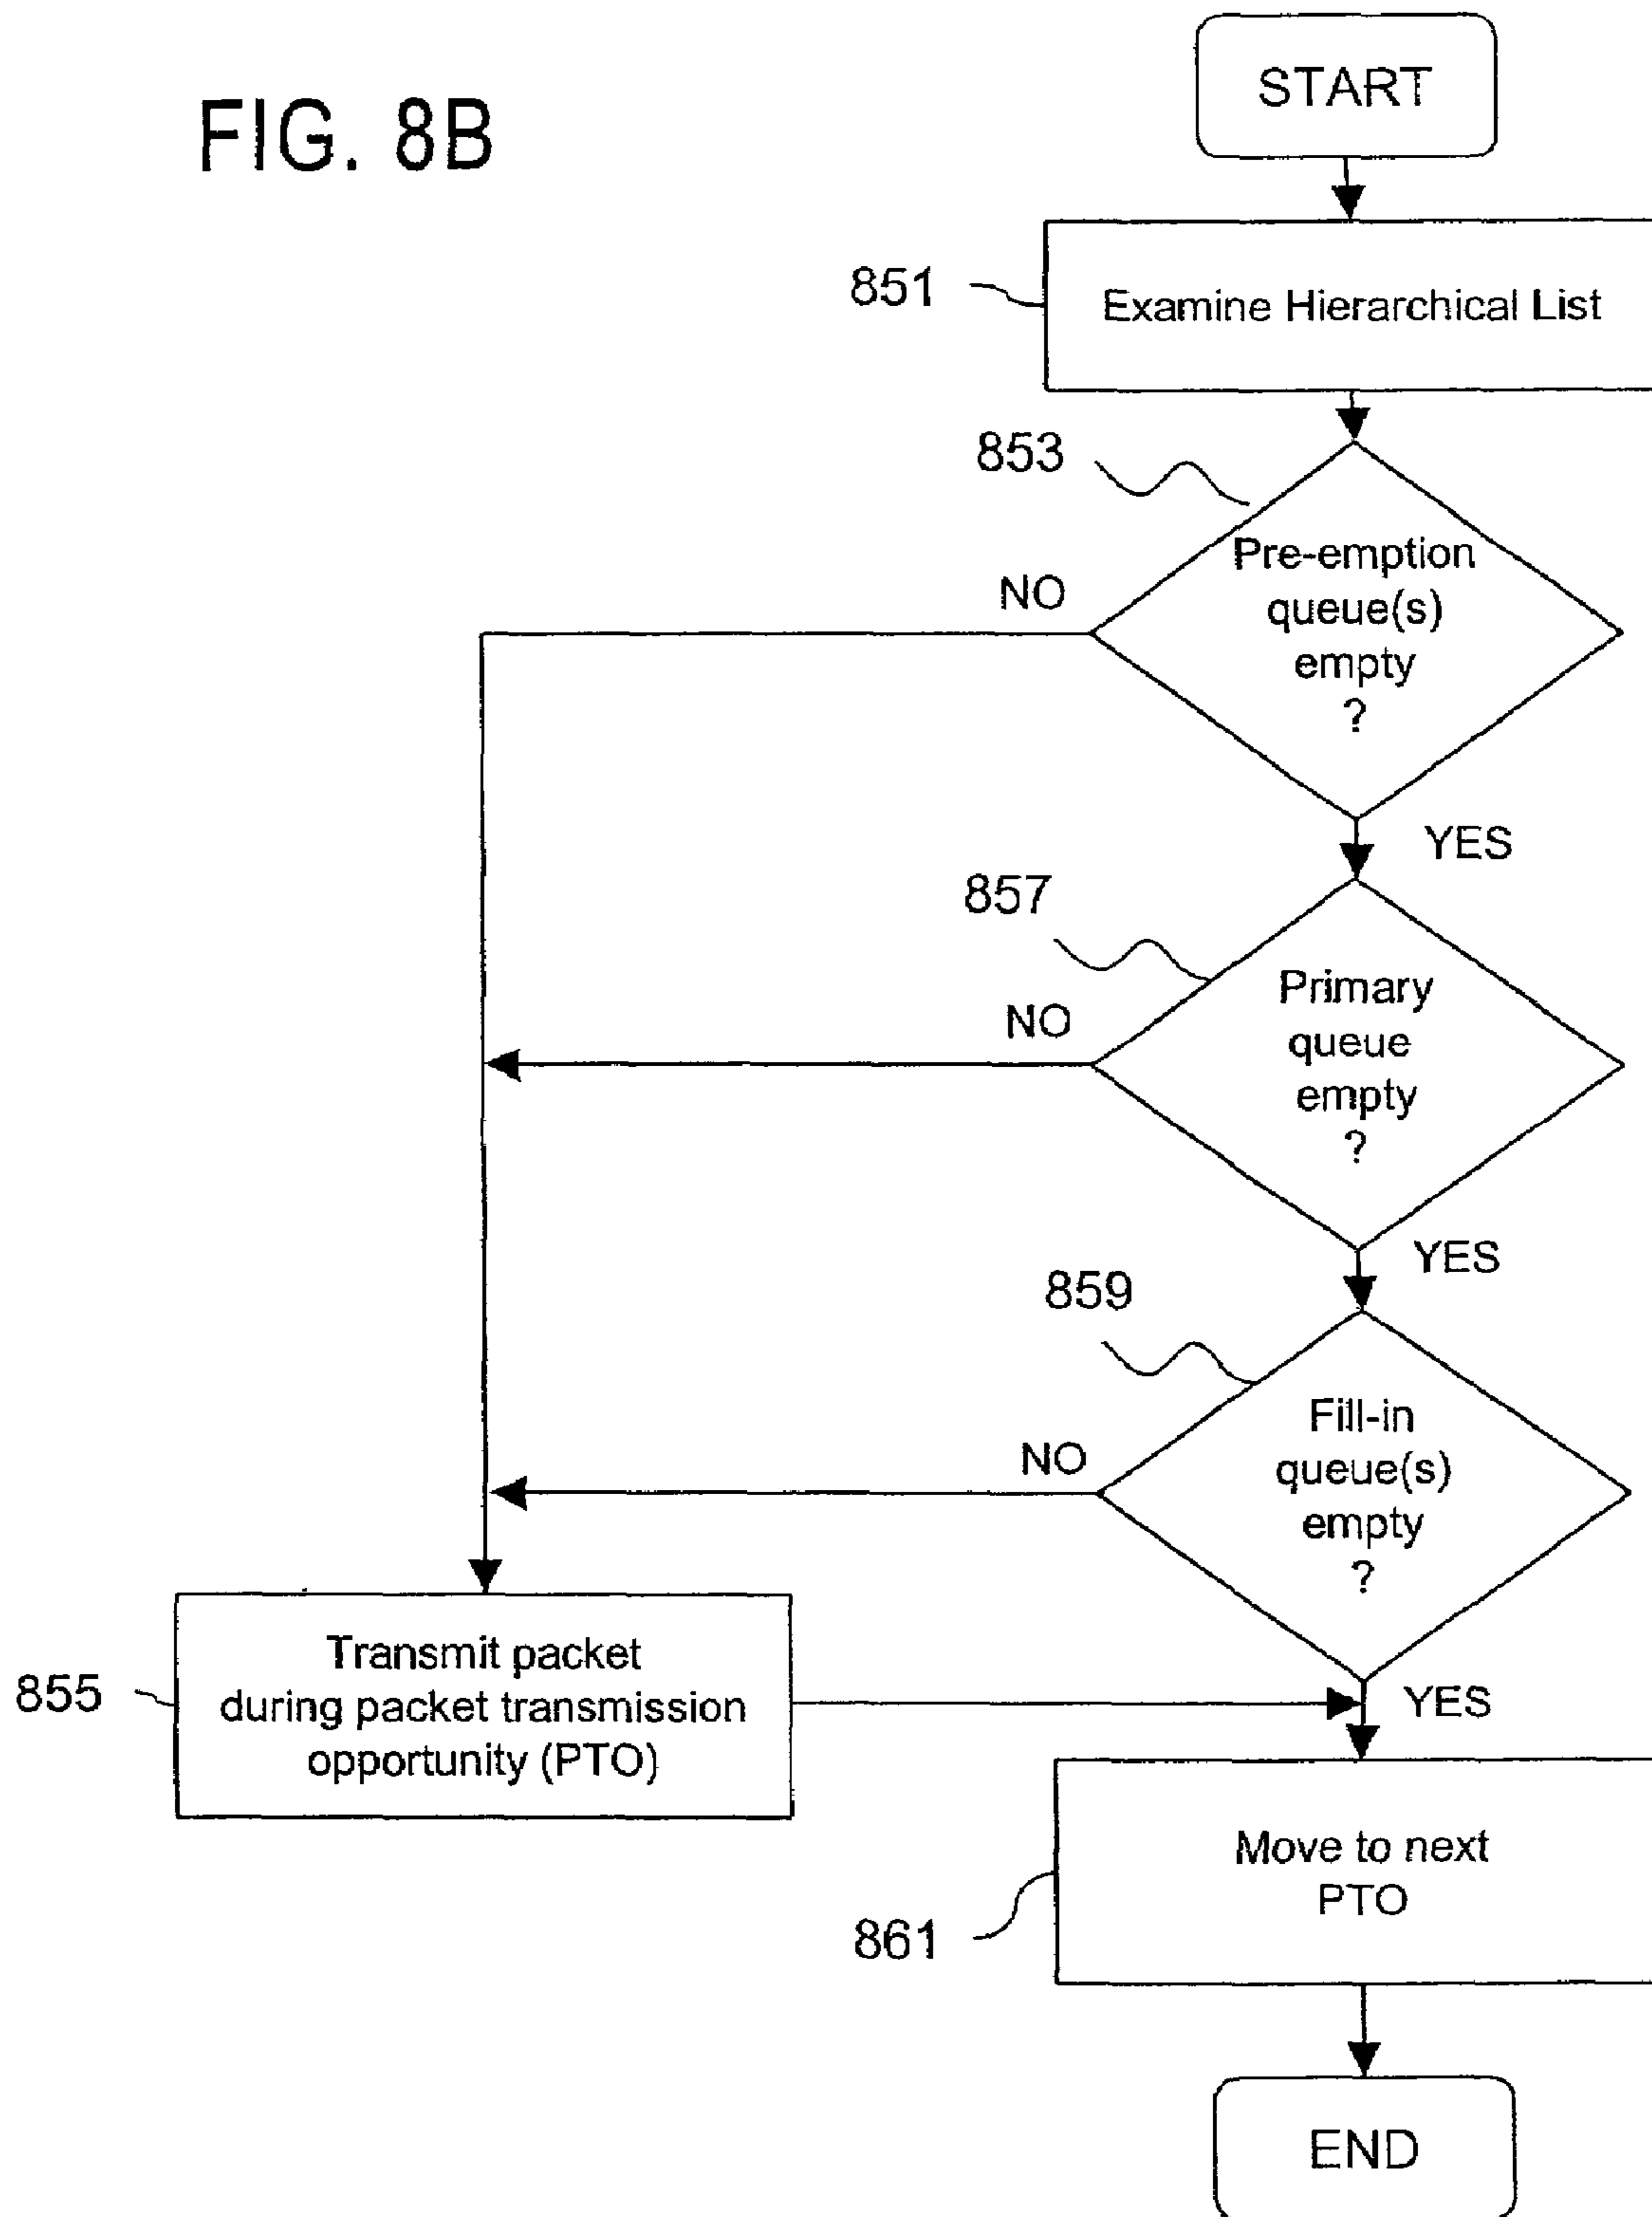 FIG. 8B
START
851
Examine Hierarchical List
853
Pre-emption
queue(s)
empty
?
NO
YES
857
Primary
queue
empty
?
NO
YES
859
Fill-in
queue(s)
empty
?
NO
YES
855
Transmit packet
during packet transmission
opportunity (PTO)
861
Move to next
PTO
END